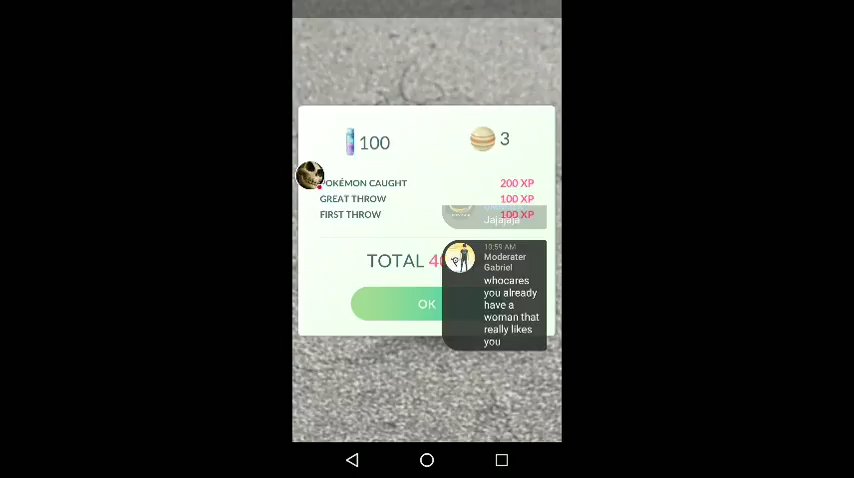 100
3
POKÉMON CAUGHT 200 XP
GREAT THROW 100 XP
FIRST THROW 100 XP
Jajajaja
TOTAL
OK
10:59 AM
Moderater
Gabriel
whocares
you already
have a
woman that
really likes
you